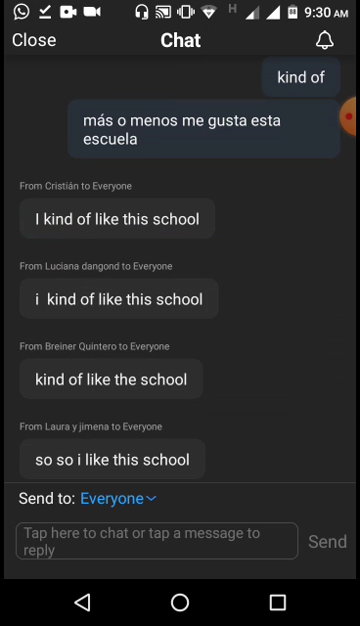 H
9:30 AM
Close
Chat
kind of
más o menos me gusta esta
escuela
From Cristián to Everyone
I kind of like this school
From Luciana dangond to Everyone
i kind of like this school
From Breiner Quintero to Everyone
kind of like the school
From Laura y jimena to Everyone
so so i like this school
Send to: Everyone
Tap here to chat or tap a message to
reply
Send